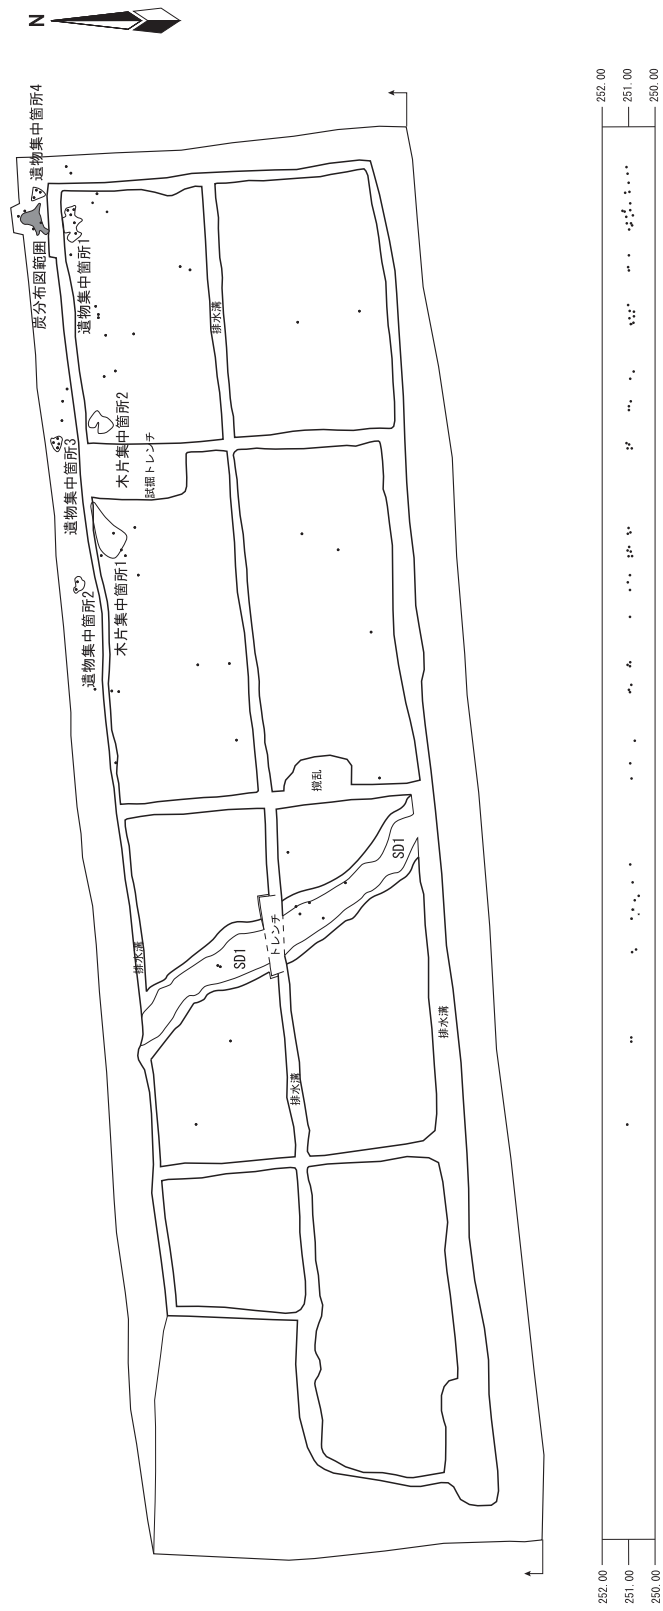 N
遺物集中箇所4
炭分布図範囲
遺物集中箇所1
排水溝
木片集中箇所2
試掘トレンチ
遺物集中箇所3
木片集中箇所1
遺物集中箇所2
攪乱
SD1
トレンチ
SD1
排水溝
排水溝
排水溝
252.00
251.00
250.00
252.00
251.00
250.00